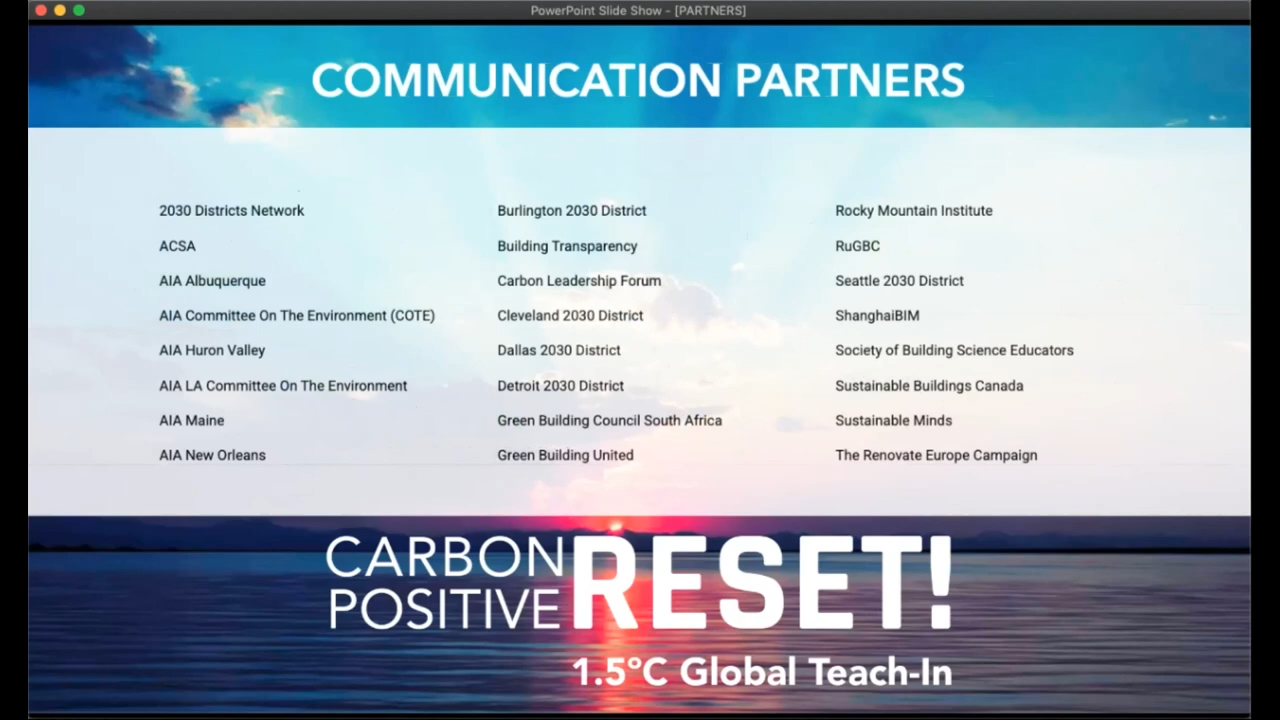 PowerPoint Slide Show - [PARTNERS]
COMMUNICATION PARTNERS
2030 Districts Network
ACSA
AIA Albuquerque
AIA Committee On The Environment (COTE)
AIA Huron Valley
AIA LA Committee On The Environment
AIA Maine
AIA New Orleans
Burlington 2030 District
Building Transparency
Carbon Leadership Forum
Cleveland 2030 District
Dallas 2030 District
Detroit 2030 District
Green Building Council South Africa
Green Building United
Rocky Mountain Institute
RuGBC
Seattle 2030 District
ShanghaiBIM
Society of Building Science Educators
Sustainable Buildings Canada
Sustainable Minds
The Renovate Europe Campaign
CARBON
POSITIVE
RESET!
1.5°C Global Teach-In